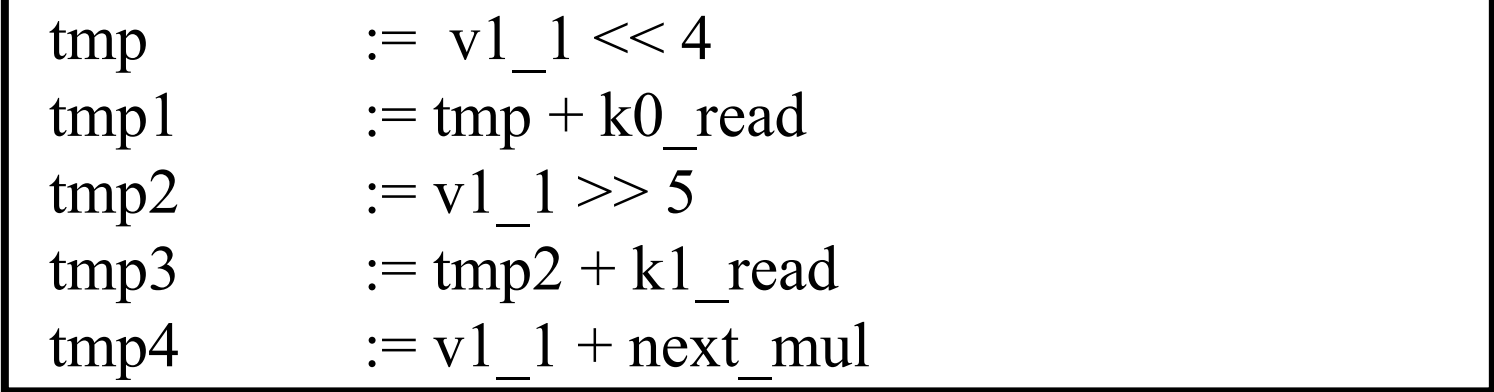 tmp := v1_1 << 4
tmp1 := tmp + k0_read
tmp2 := v1_1 >> 5
tmp3 := tmp2 + k1_read
tmp4 := v1_1 + next_mul